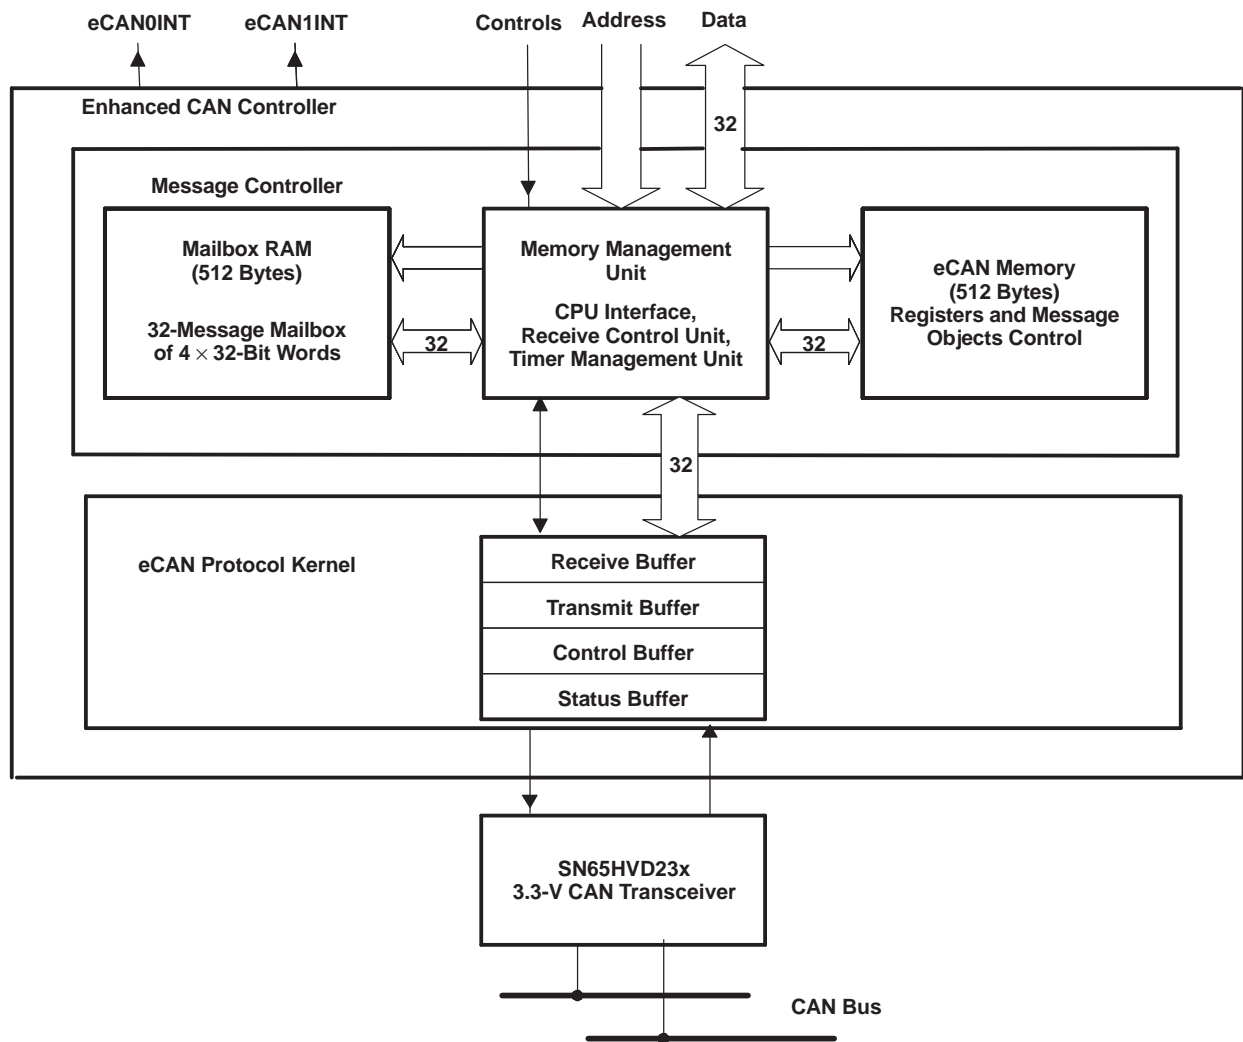 eCAN0INT
eCAN1INT
Controls
Address
Data
Enhanced CAN Controller
32
Message Controller
Mailbox RAM
(512 Bytes)
32-Message Mailbox
of 4 × 32-Bit Words
32
Memory Management
Unit
CPU Interface,
Receive Control Unit,
Timer Management Unit
32
eCAN Memory
(512 Bytes)
Registers and Message
Objects Control
32
eCAN Protocol Kernel
Receive Buffer
Transmit Buffer
Control Buffer
Status Buffer
SN65HVD23x
3.3-V CAN Transceiver
CAN Bus